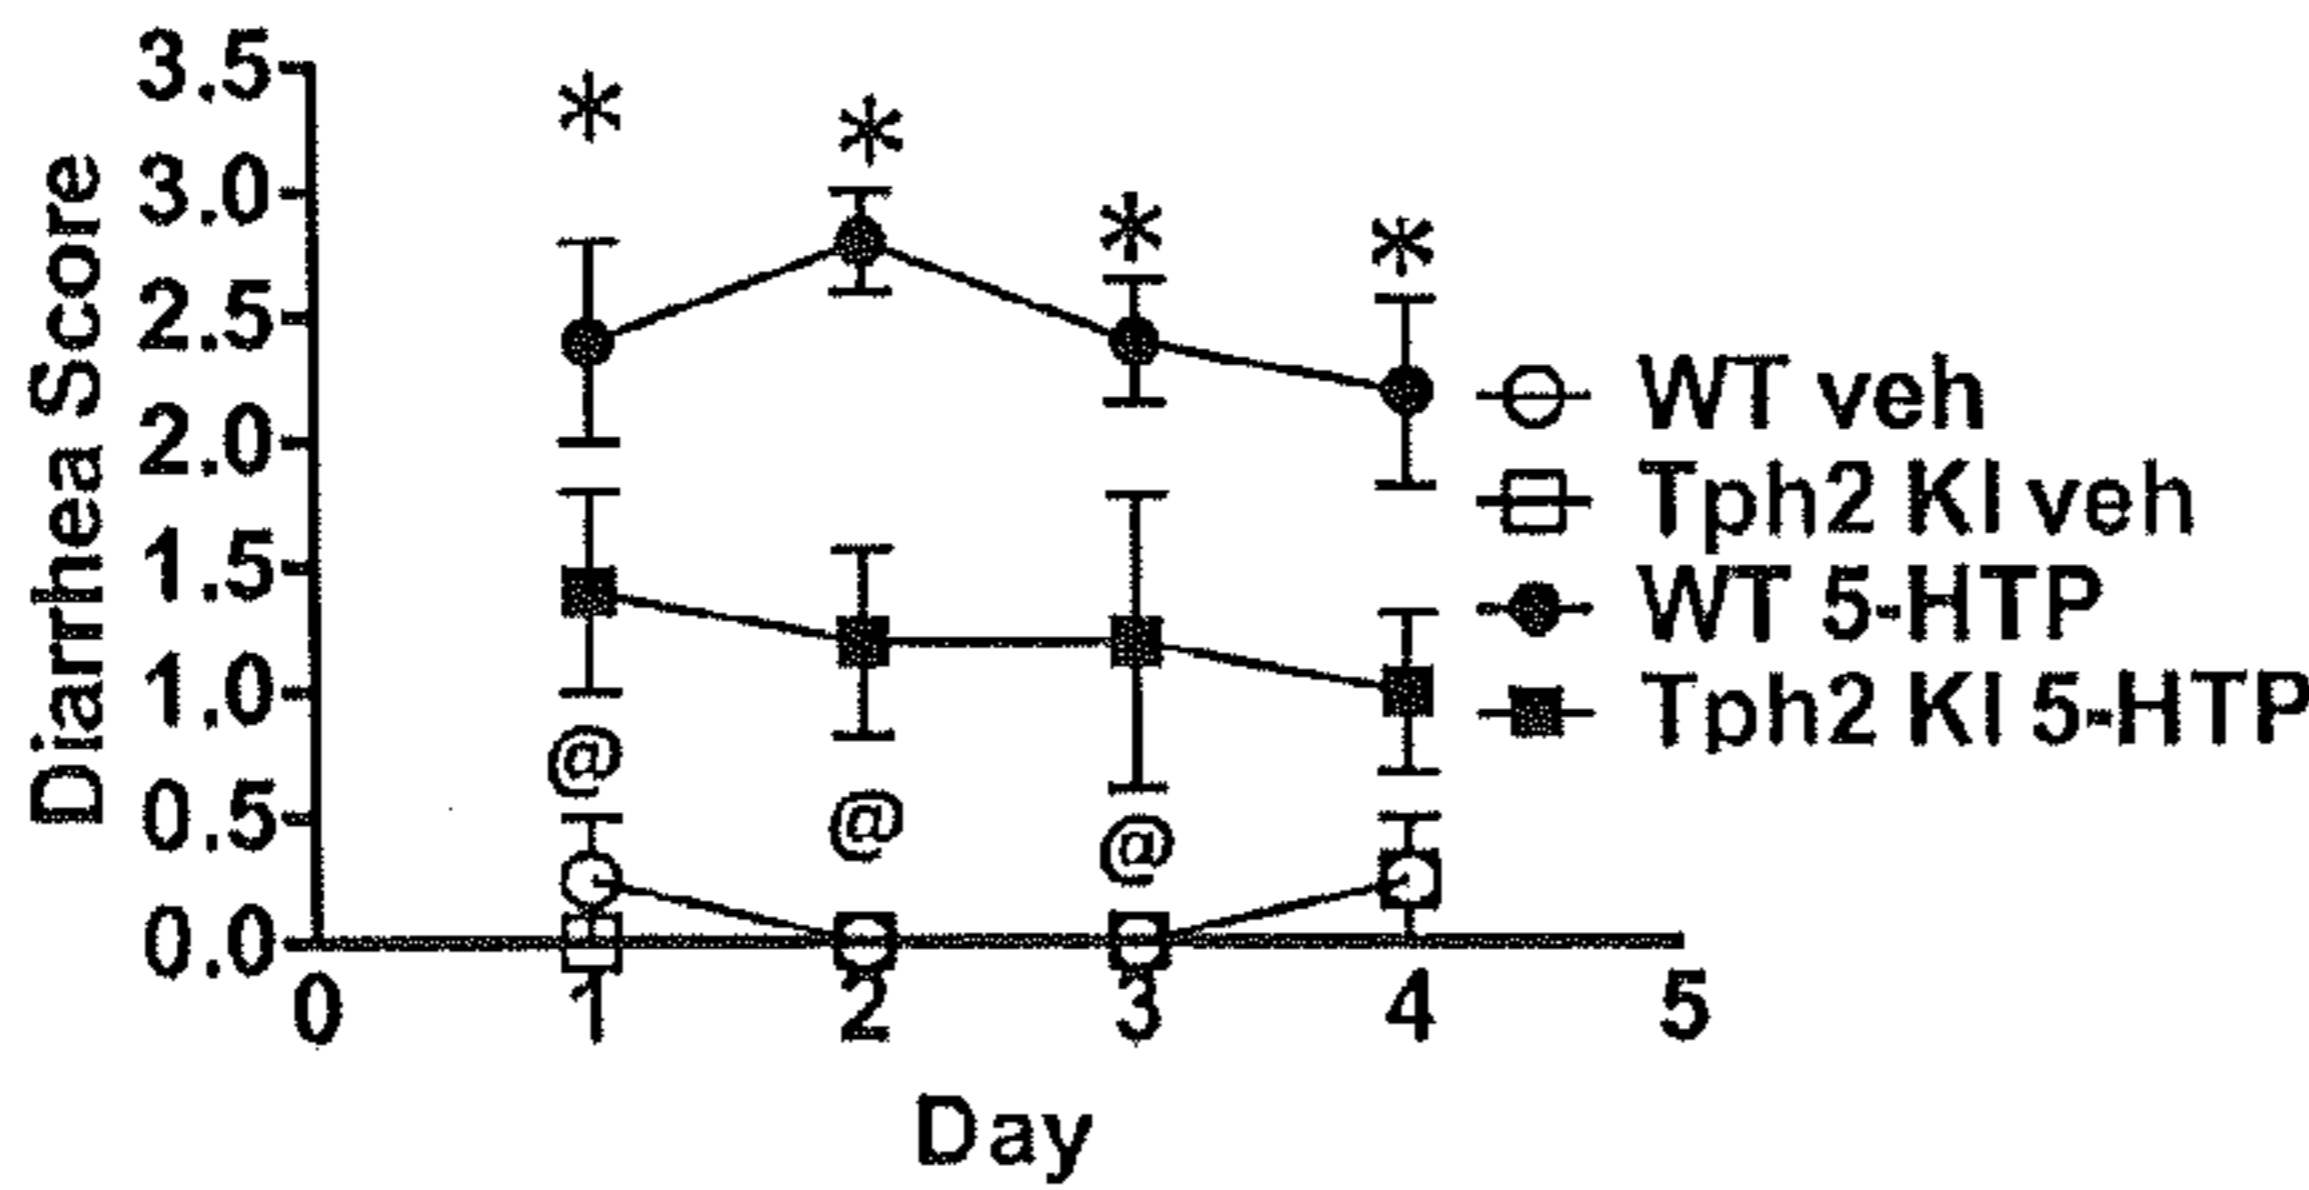 Diarrhea Score
3.5
3.0
2.5
2.0
1.5
1.0
0.5
0.0
* * * *
@ @ @
0 1 2 3 4 5
Day
WT veh
Tph2 KI veh
WT 5-HTP
Tph2 KI 5-HTP